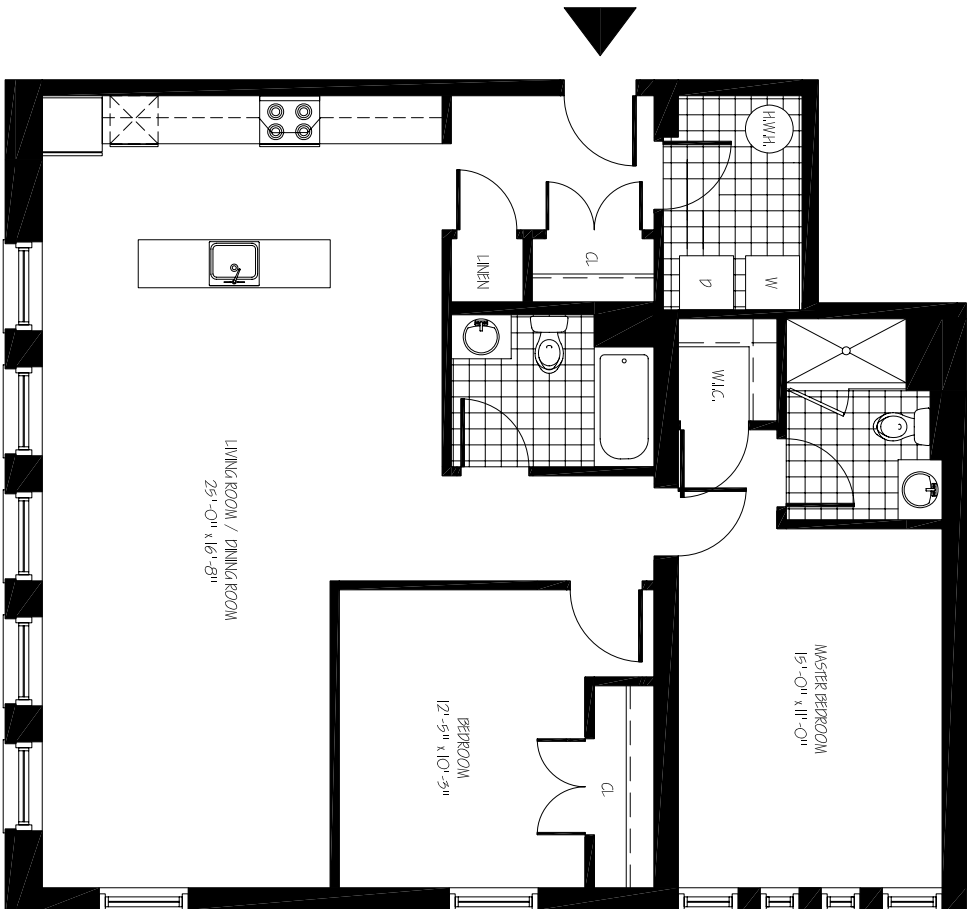 H.W.H.
LINEN
CL
D
W
W.I.C.
LIVING ROOM / DINING ROOM
25'-0" x 16'-8"
MASTER BEDROOM
15'-0" x 11'-0"
BEDROOM
12'-5" x 10'-3"
CL